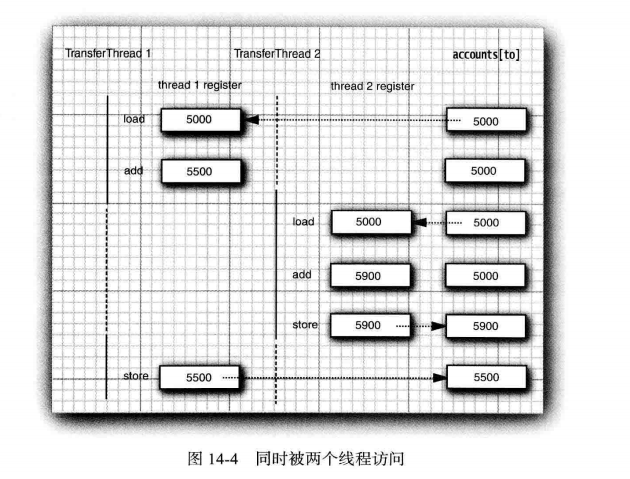 TransferThread 1 TransferThread 2 accounts[to]
thread 1 register thread 2 register
load 5000 5000
add 5500 5000
load 5000 5000
add 5900 5000
store 5900 5900
store 5500 5500
图 14-4 同时被两个线程访问